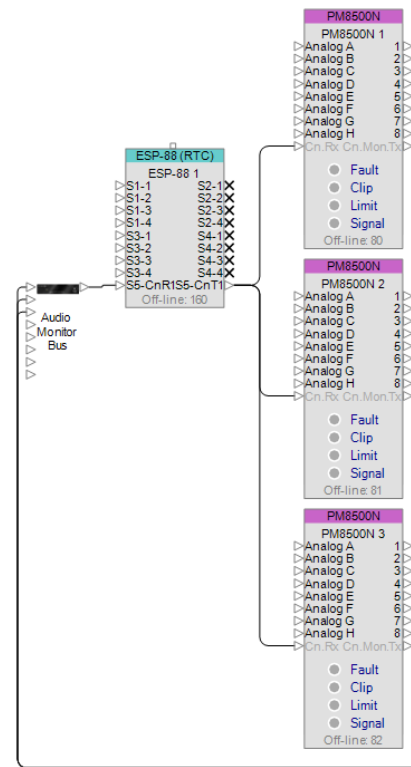 PM8500N
PM8500N 1
Analog A 1
Analog B 2
Analog C 3
Analog D 4
Analog E 5
Analog F 6
Analog G 7
Analog H 8
Cn.Rx Cn.Mon.Tx
Fault
Clip
Limit
Signal
Off-line: 80
ESP-88 (RTC)
ESP-88 1
S1-1 S2-1
S1-2 S2-2
S1-3 S2-3
S1-4 S2-4
S3-1 S4-1
S3-2 S4-2
S3-3 S4-3
S3-4 S4-4
S5-CnR1S5-CnT1
Off-line: 160
Audio
Monitor
Bus
PM8500N
PM8500N 2
Analog A 1
Analog B 2
Analog C 3
Analog D 4
Analog E 5
Analog F 6
Analog G 7
Analog H 8
Cn.Rx Cn.Mon.Tx
Fault
Clip
Limit
Signal
Off-line: 81
PM8500N
PM8500N 3
Analog A 1
Analog B 2
Analog C 3
Analog D 4
Analog E 5
Analog F 6
Analog G 7
Analog H 8
Cn.Rx Cn.Mon.Tx
Fault
Clip
Limit
Signal
Off-line: 82